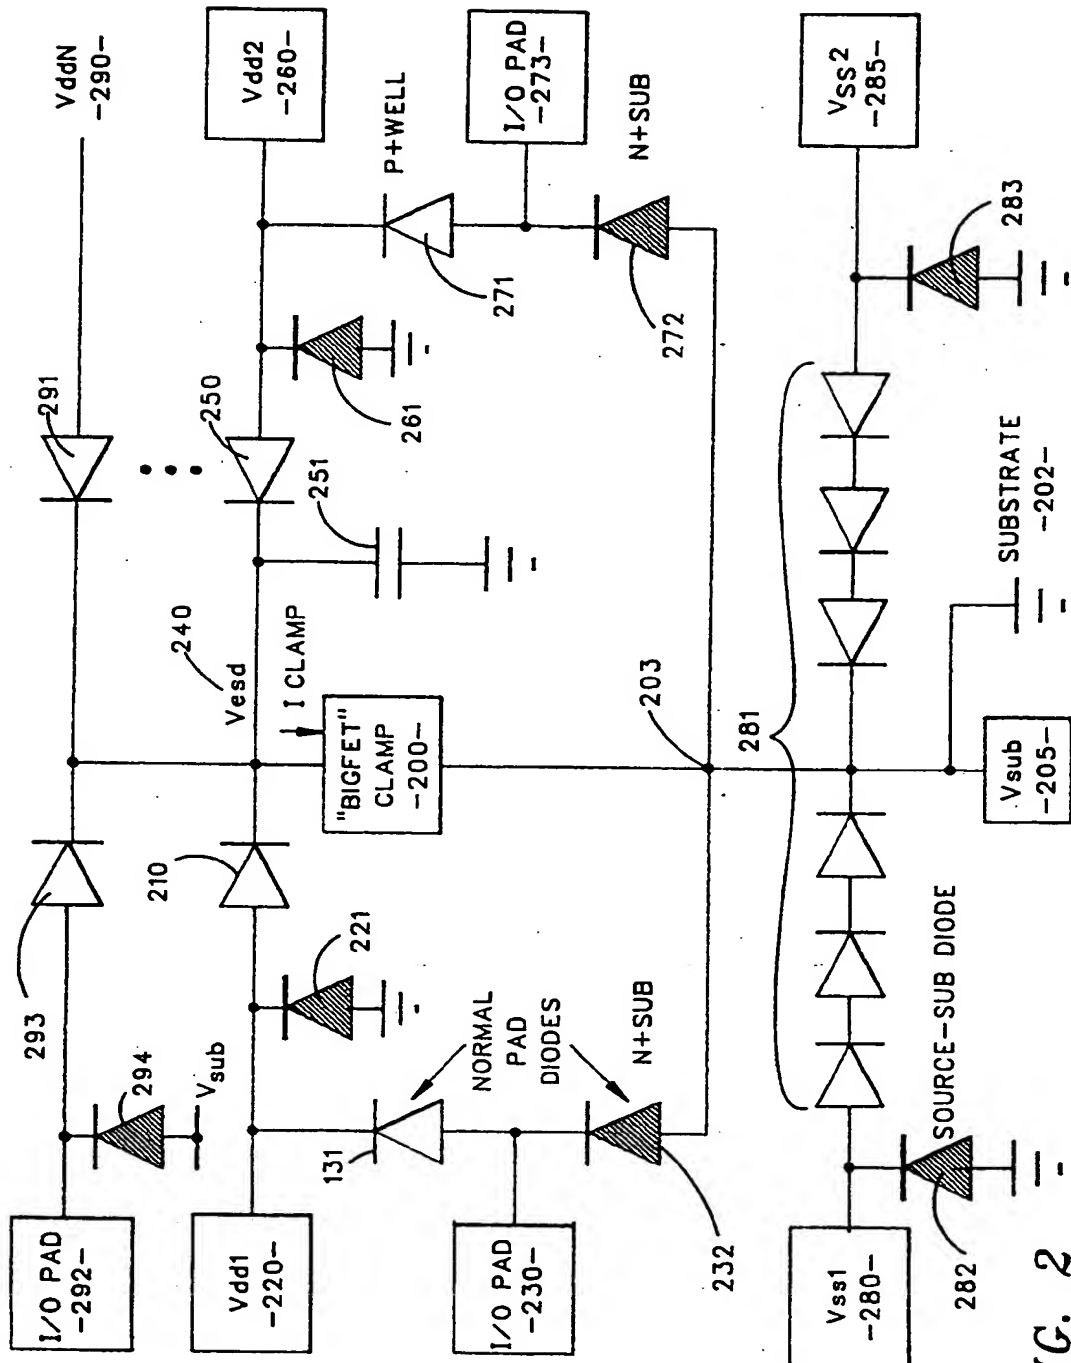 I/O PAD
-292-
294
Vsub
293
291
VddN
-290-
Vdd1
-220-
221
210
240
Vesd
I CLAMP
251
250
261
Vdd2
-260-
131
NORMAL
PAD
DIODES
"BIGFET"
CLAMP
-200-
271
P+WELL
I/O PAD
-230-
232
N+SUB
203
272
N+SUB
I/O PAD
-273-
281
Vss1
-280-
282
SOURCE-SUB DIODE
Vsub
-205-
SUBSTRATE
-202-
283
VSS2
-285-
G. 2